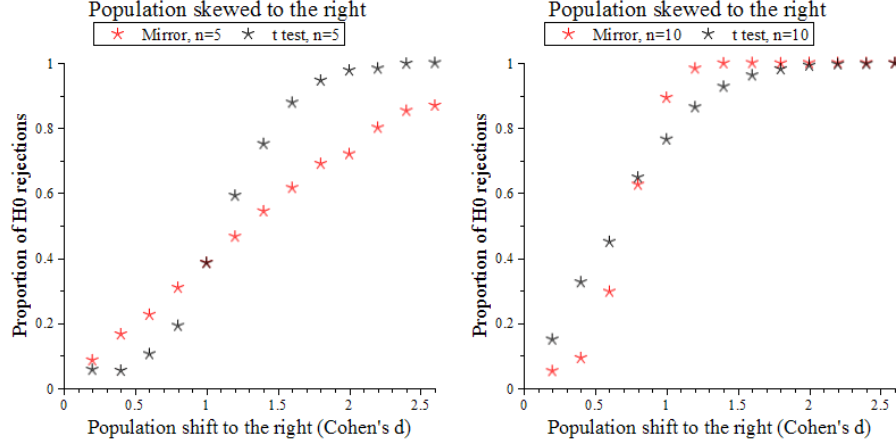 Population skewed to the right
Mirror, n=5 t test, n=5
Proportion of H0 rejections
1
0.8
0.6
0.4
0.2
0
0 0.5 1 1.5 2 2.5
Population shift to the right (Cohen's d)
Population skewed to the right
Mirror, n=10 t test, n=10
Proportion of H0 rejections
1
0.8
0.6
0.4
0.2
0
0 0.5 1 1.5 2 2.5
Population shift to the right (Cohen's d)